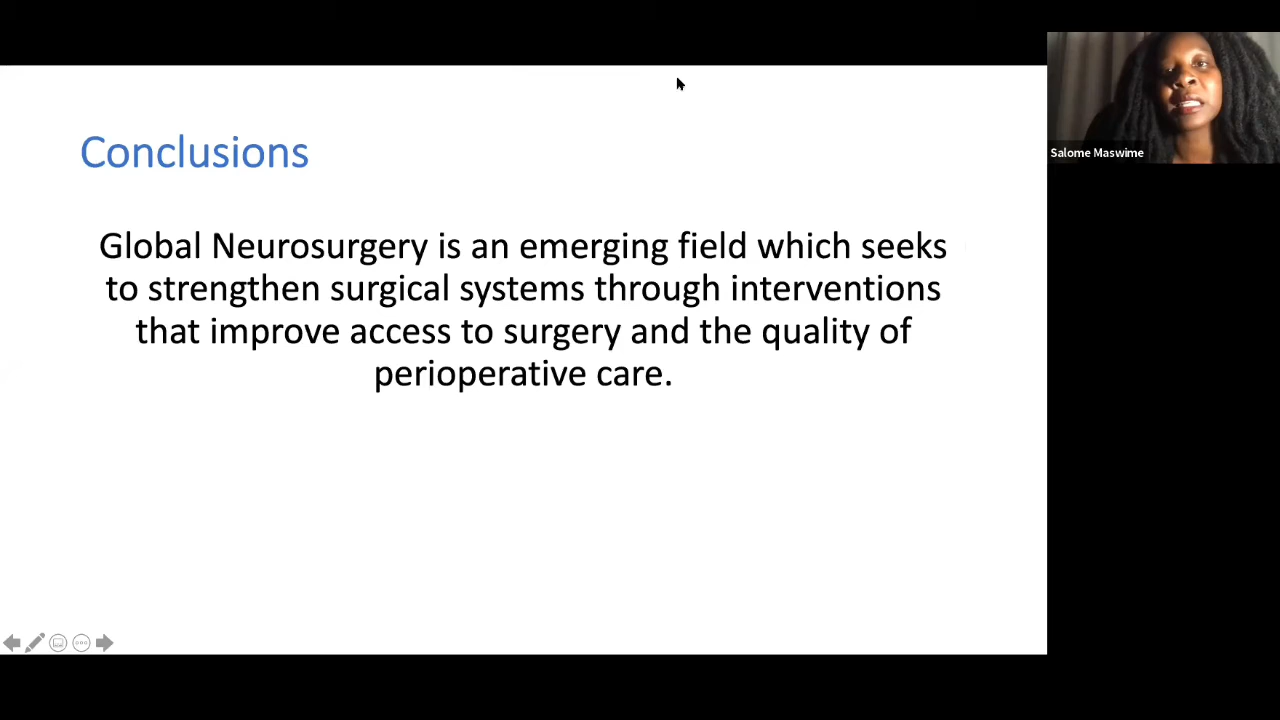 Conclusions
Global Neurosurgery is an emerging field which seeks
to strengthen surgical systems through interventions
that improve access to surgery and the quality of
perioperative care.
Salome Maswime